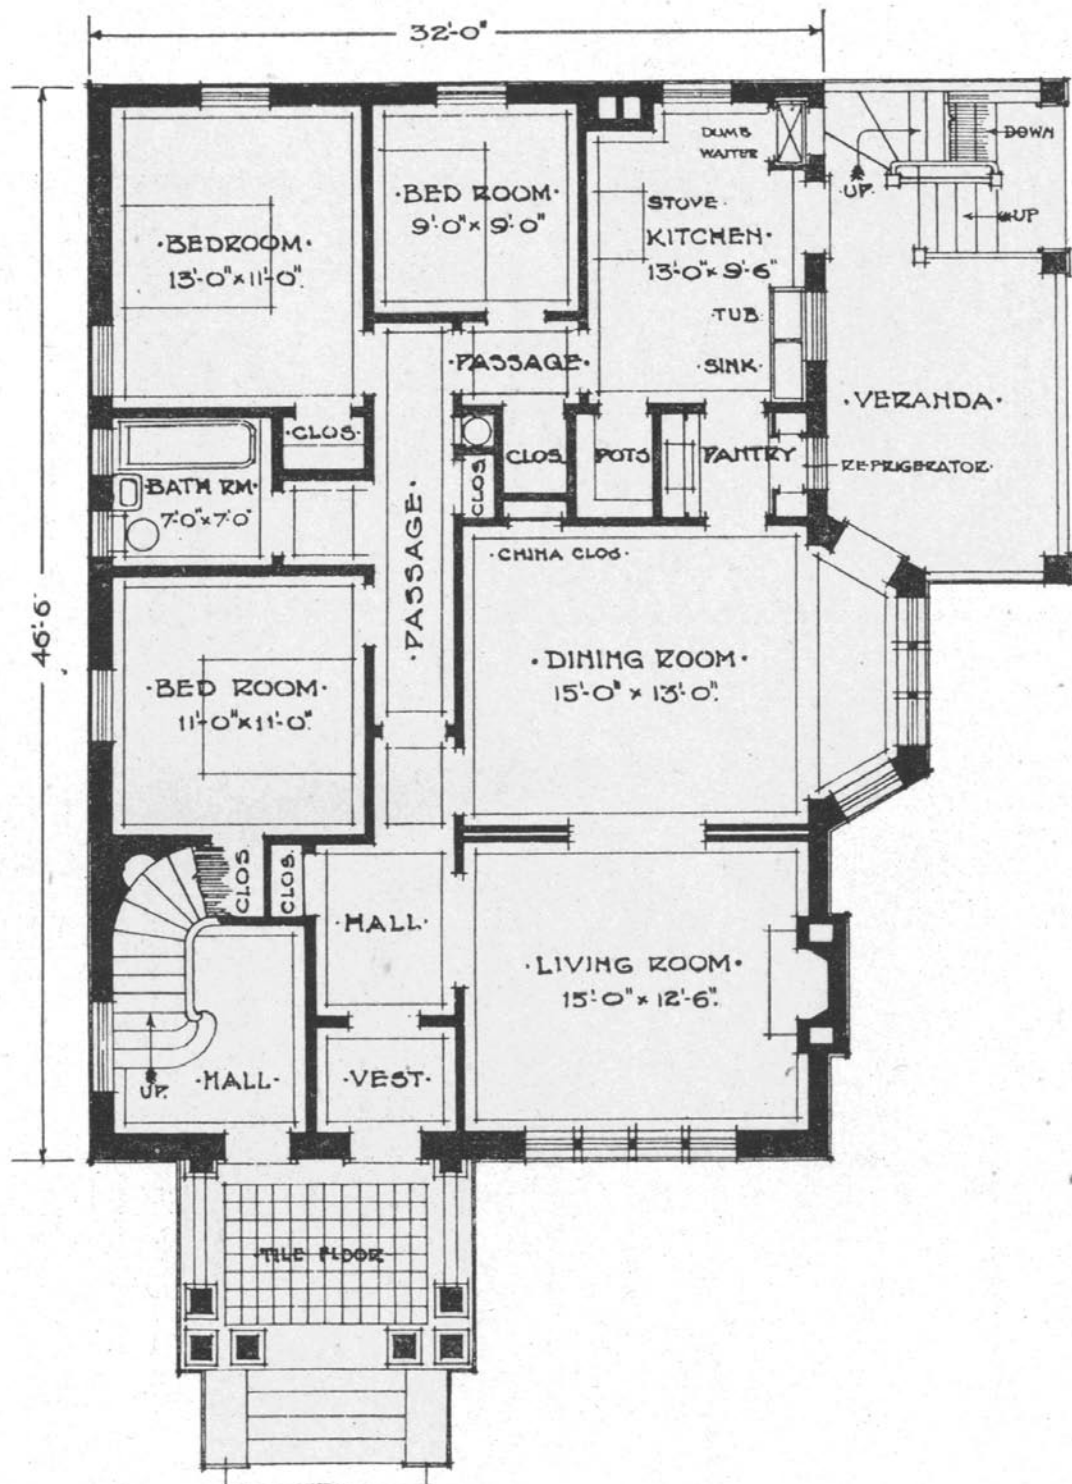 32'-0"
DUMB
WAITER
DOWN
UP.
UP
·BED ROOM·
9'-0" x 9'-0"
STOVE·
KITCHEN·
13'-0" x 9'-6"
·BEDROOM·
13'-0" x 11'-0".
·TUB
·PASSAGE·
·SINK·
·VERANDA·
·CLOS·
CLOS.
POTS
PANTRY
REFRIGERATOR·
·BATH RM·
7'-0" x 7'-0"
CLOS
·CHINA CLOS·
·PASSAGE·
46'-6"
·DINING ROOM·
15'-0" x 13'-0".
·BED ROOM·
11'-0" x 11'-0".
CLOS
CLOS.
·HALL·
·LIVING ROOM·
15'-0" x 12'-6".
UP.
·HALL·
·VEST·
·TILE FLOOR·